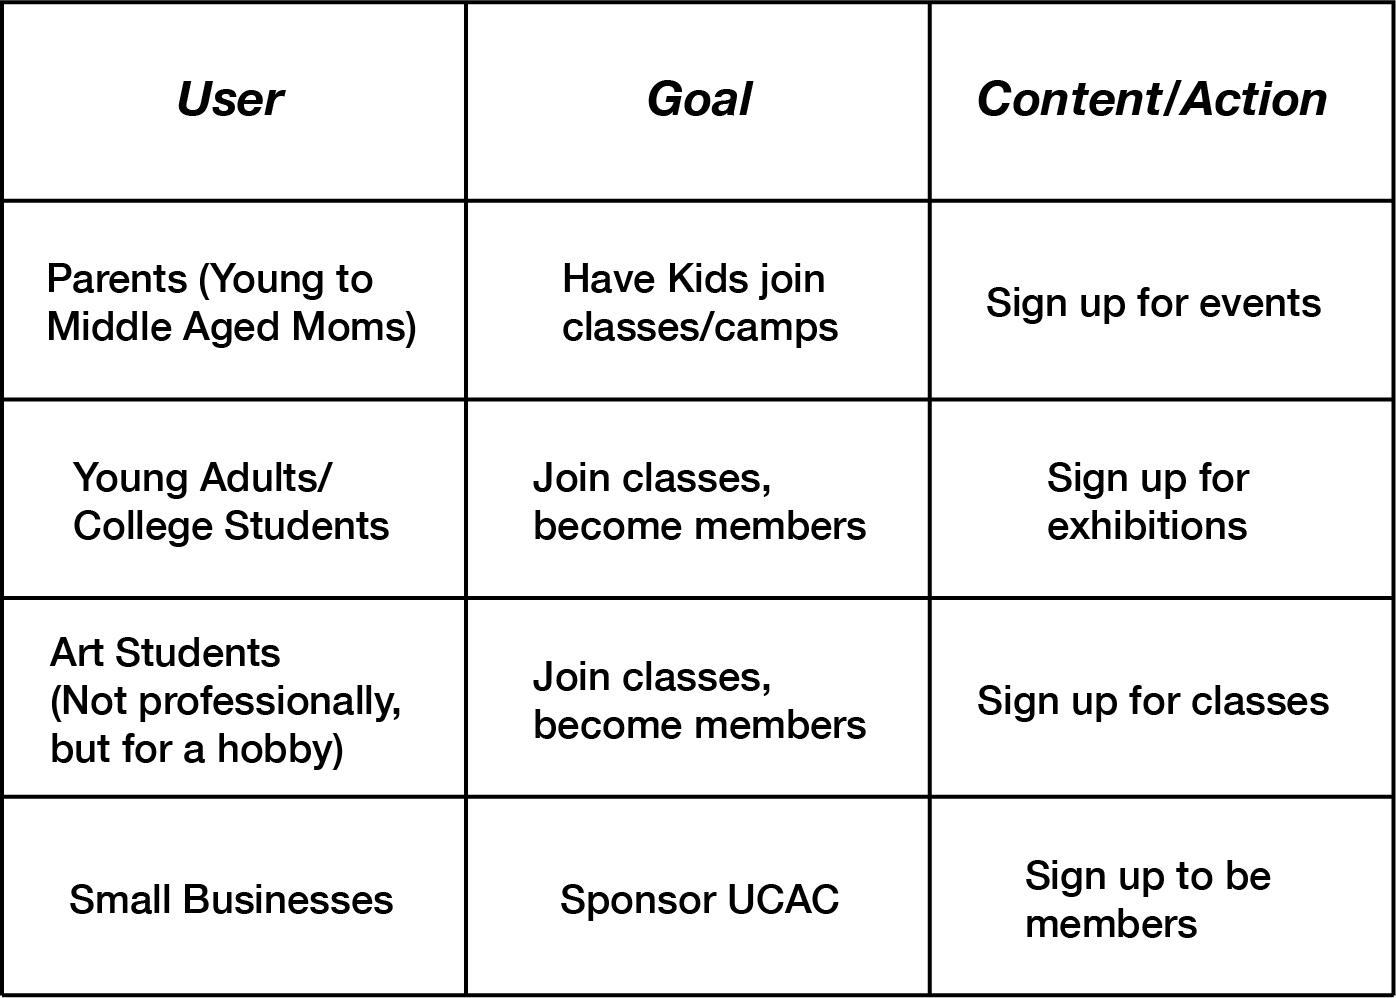 User
Goal
Content/Action
Parents (Young to
Middle Aged Moms)
Have Kids join
classes/camps
Sign up for events
Young Adults/
College Students
Join classes,
become members
Sign up for
exhibitions
Art Students
(Not professionally,
but for a hobby)
Join classes,
become members
Sign up for classes
Small Businesses
Sponsor UCAC
Sign up to be
members